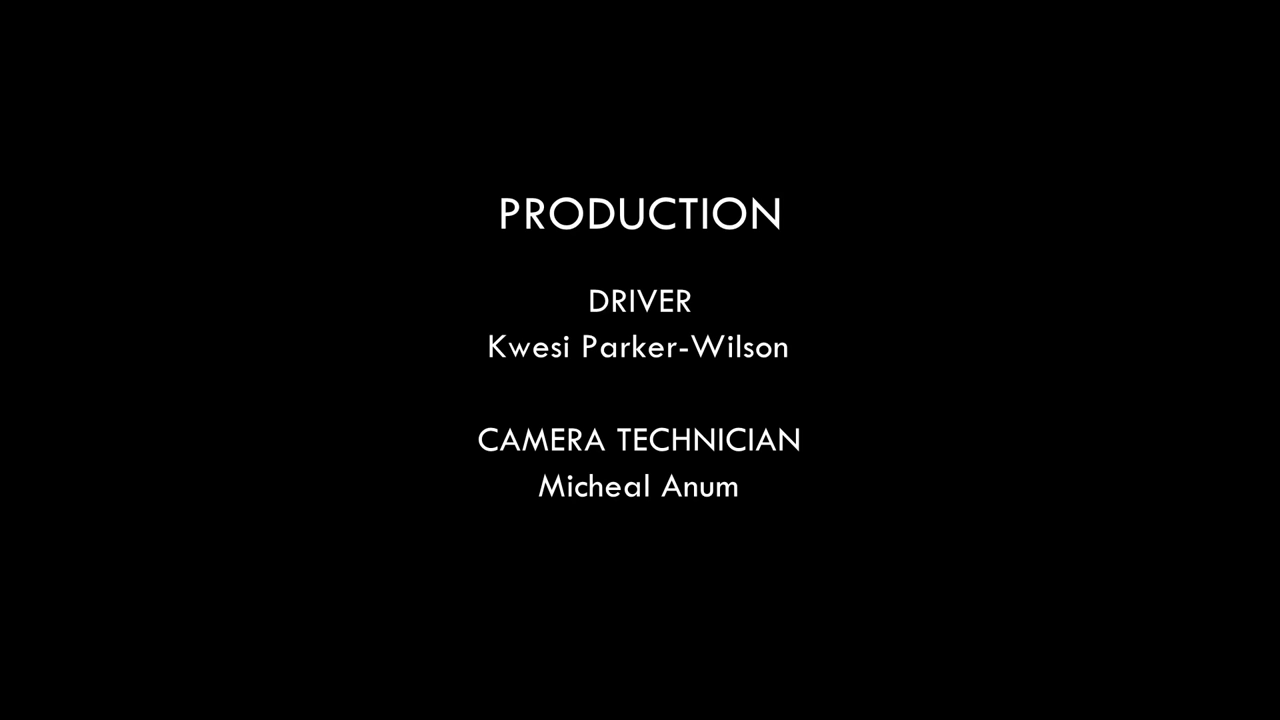 PRODUCTION
DRIVER
Kwesi Parker-Wilson
CAMERA TECHNICIAN
Micheal Anum